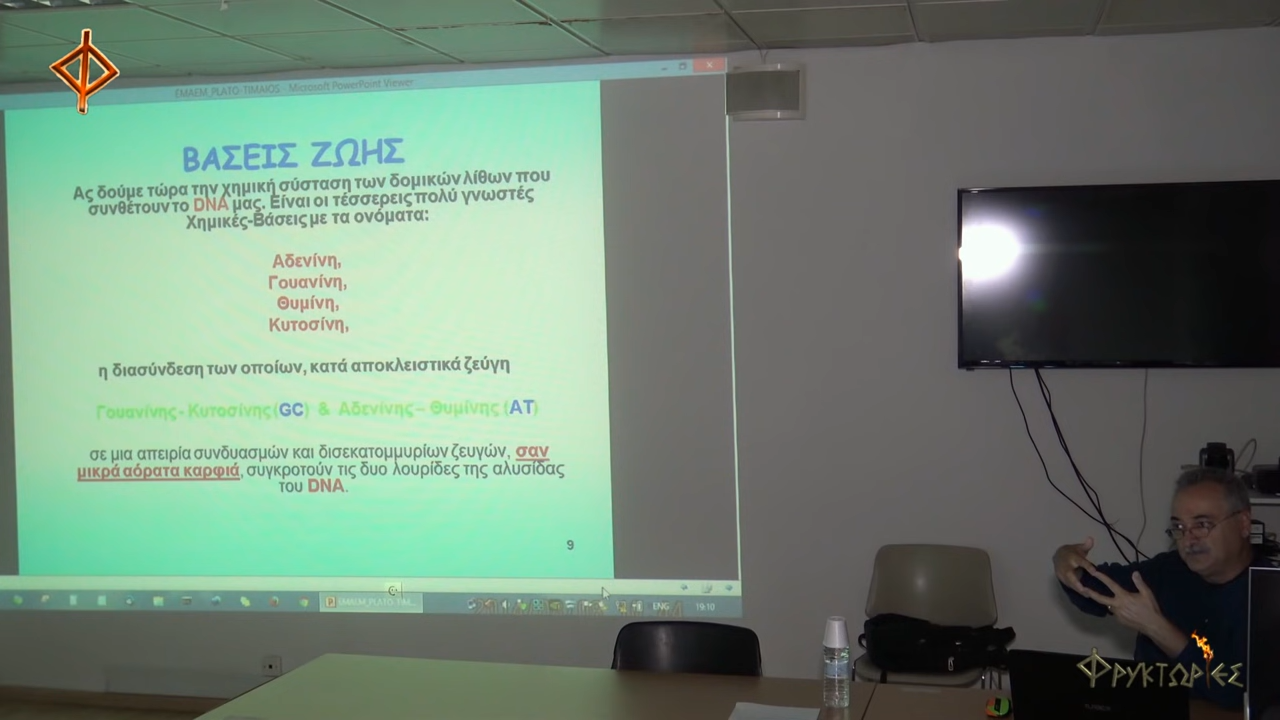 EMAEM_PLATO-TIMAIOS - Microsoft PowerPoint Viewer
ΒΑΣΕΙΣ ΖΩΗΣ
Ας δούμε τώρα την χημική σύσταση των δομικών λίθων που
συνθέτουν το DNA μας. Είναι οι τέσσερεις πολύ γνωστές
Χημικές-Βάσεις με τα ονόματα:
Αδενίνη,
Γουανίνη,
Θυμίνη,
Κυτοσίνη,
η διασύνδεση των οποίων, κατά αποκλειστικά ζεύγη
Γουανίνης - Κυτοσίνης (GC) & Αδενίνης – Θυμίνης (AT)
σε μια απειρία συνδυασμών και δισεκατομμυρίων ζευγών, σαν
μικρά αόρατα καρφιά, συγκροτούν τις δυο λουρίδες της αλυσίδας
του DNA.
9
EMAEM_PLATO-TIM...
ENG
19:10
ΦΡΥΚΤΩΡΙΕΣ